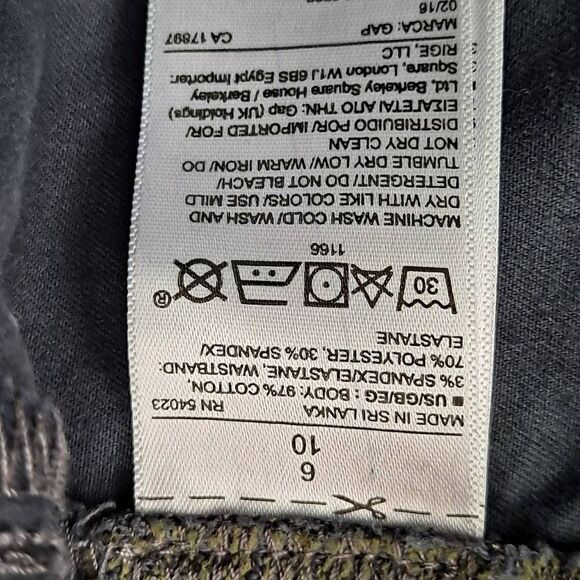 6
10
MADE IN SRI LANKA RN 54023
■ US/GB/EG : BODY: 97% COTTON,
3% SPANDEX/ELASTANE, WAISTBAND:
70% POLYESTER, 30% SPANDEX/
ELASTANE
30 ®
1166
MACHINE WASH COLD/ WASH AND
DRY WITH LIKE COLORS/ USE MILD
DETERGENT/ DO NOT BLEACH/
TUMBLE DRY LOW/ WARM IRON/ DO
NOT DRY CLEAN
DISTRIBUIDO POR/ IMPORTED FOR/
EIZAГETAI AПO THN: Gap (UK Holdings)
Ltd, Berkeley Square House / Berkeley
Square, London W1J 6BS Egypt Importer:
RIGE, LLC
MARCA: GAP CA 17897
02/16